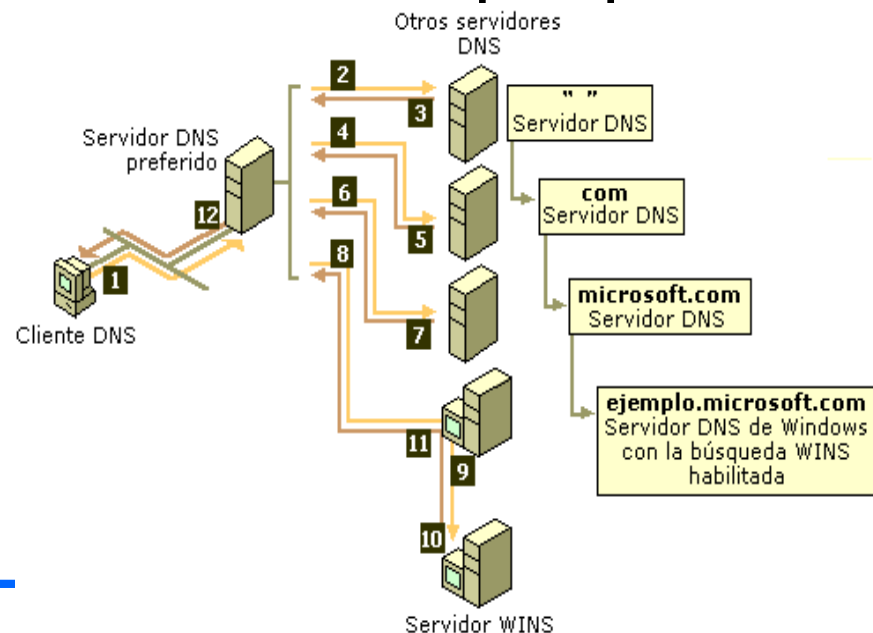 Otros servidores
DNS
2
3
" "
Servidor DNS
Servidor DNS
preferido
4
5
com
Servidor DNS
6
7
12
8
microsoft.com
Servidor DNS
1
Cliente DNS
ejemplo.microsoft.com
Servidor DNS de Windows
con la búsqueda WINS
habilitada
11
9
10
Servidor WINS